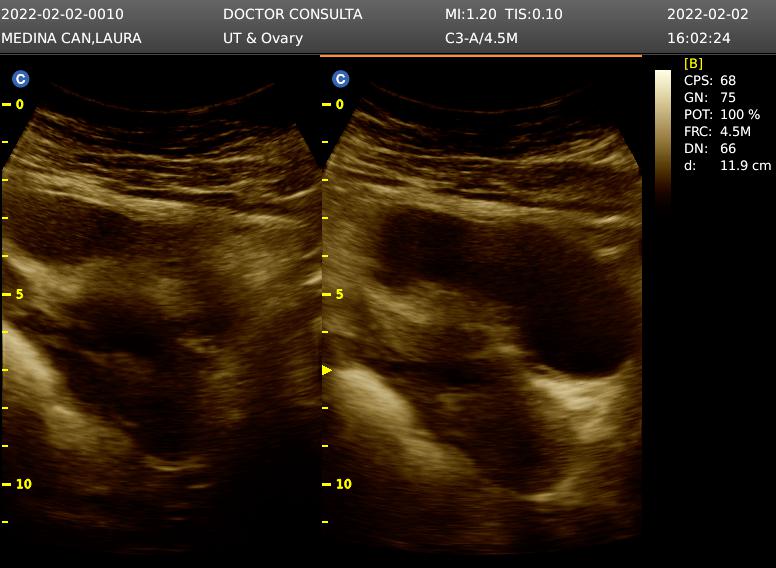 2022-02-02-0010 DOCTOR CONSULTA MI:1.20 TIS:0.10 2022-02-02
MEDINA CAN,LAURA UT & Ovary C3-A/4.5M 16:02:24
C
C
[B]
CPS: 68
GN: 75
POT: 100 %
FRC: 4.5M
DN: 66
d: 11.9 cm
0
5
10
0
5
10